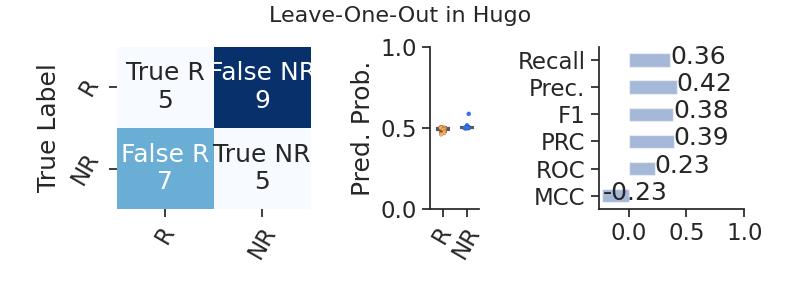 Leave-One-Out in Hugo
True Label
R
NR
True R
5
False NR
9
False R
7
True NR
5
R
NR
Pred. Prob.
1.0
0.5
0.0
R
NR
Recall
0.36
Prec.
0.42
F1
0.38
PRC
0.39
ROC
0.23
MCC
-0.23
0.0 0.5 1.0